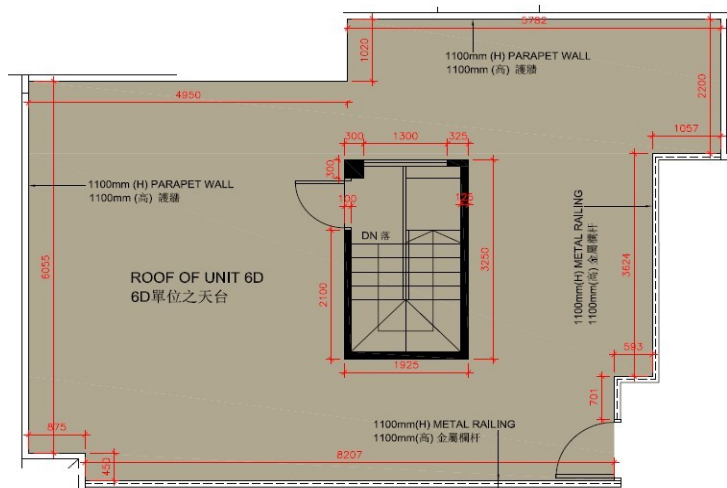 5782
1020
1100mm (H) PARAPET WALL
1100mm (高) 護牆
2200
4950
1057
300 1300 325
300
1100mm (H) PARAPET WALL
1100mm (高) 護牆
100
125
DN 落
6055
ROOF OF UNIT 6D
6D單位之天台
2100
3250
1100mm(H) METAL RAILING
1100mm(高) 金屬欄杆
3624
593
1925
701
875
1100mm(H) METAL RAILING
1100mm(高) 金屬欄杆
450
8207